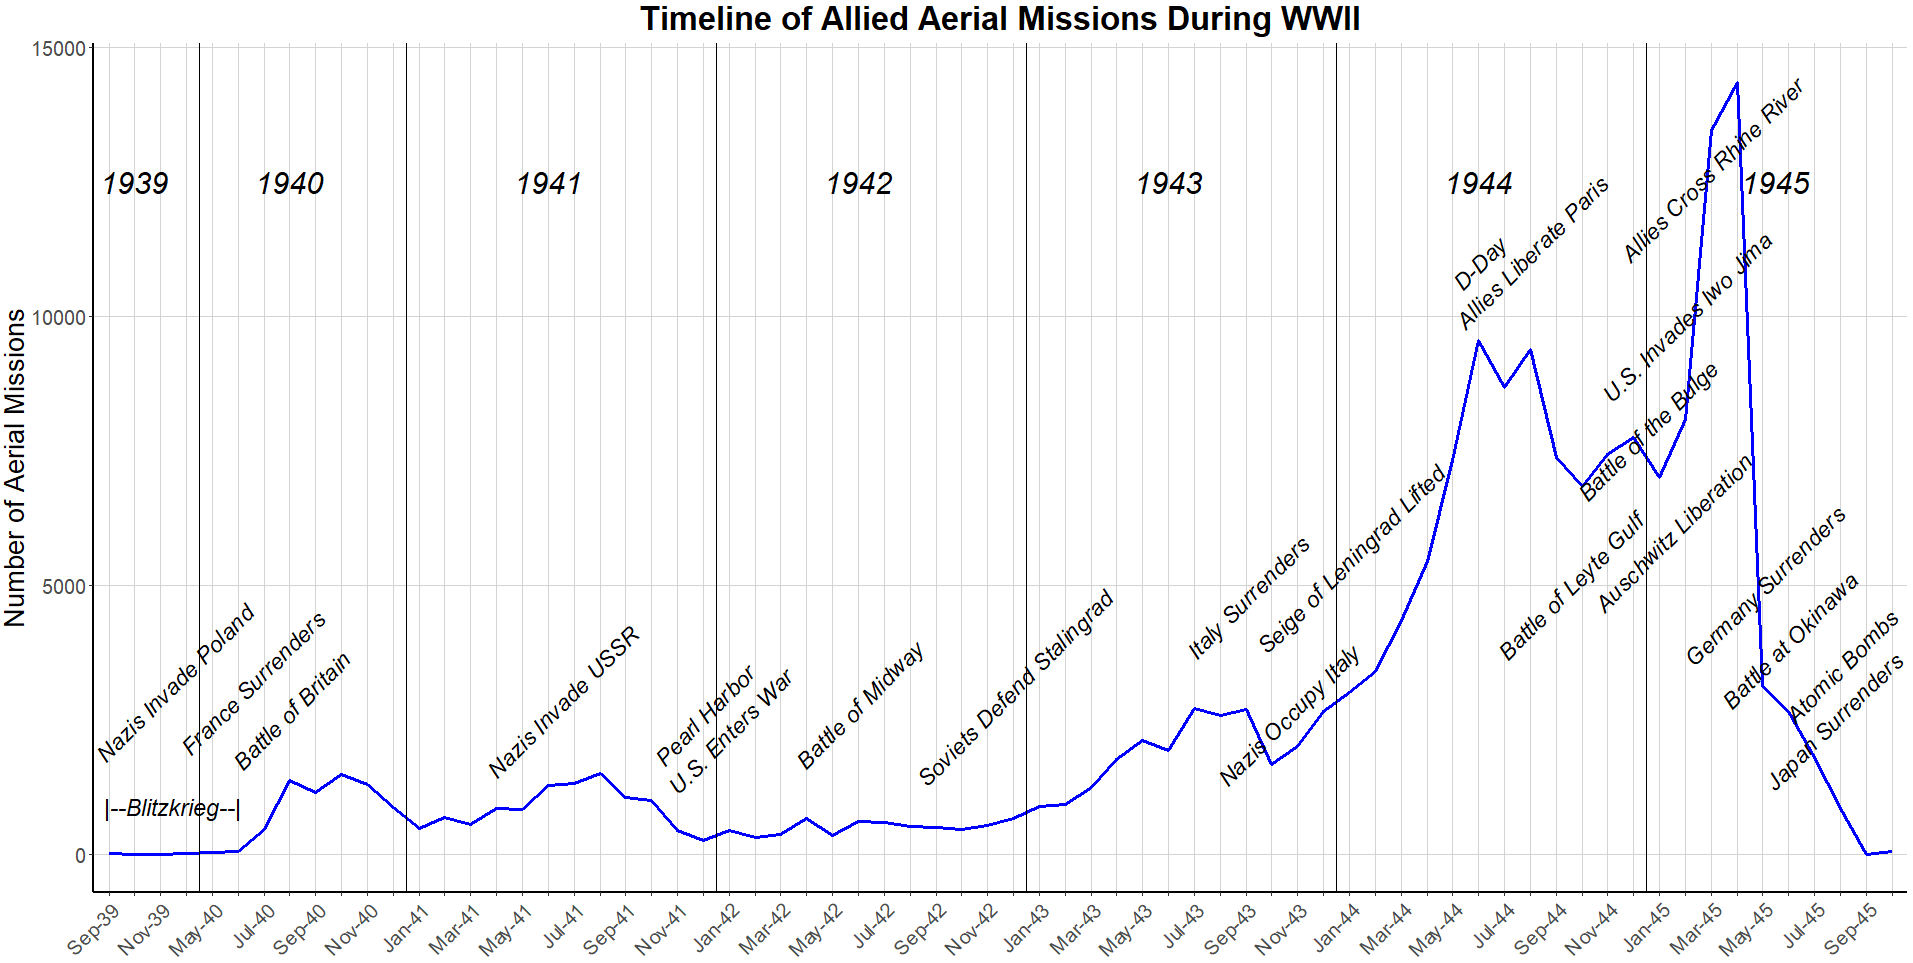 Timeline of Allied Aerial Missions During WWII
Number of Aerial Missions
15000
10000
5000
0
1939
1940
1941
1942
1943
1944
1945
Nazis Invade Poland
France Surrenders
Battle of Britain
|--Blitzkrieg--|
Nazis Invade USSR
Pearl Harbor
U.S. Enters War
Battle of Midway
Soviets Defend Stalingrad
Italy Surrenders
Seige of Leningrad Lifted
Nazis Occupy Italy
D-Day
Allies Liberate Paris
Allies Cross Rhine River
U.S. Invades Iwo Jima
Battle of the Bulge
Battle of Leyte Gulf
Auschwitz Liberation
Germany Surrenders
Battle at Okinawa
Atomic Bombs
Japan Surrenders
Sep-39
Nov-39
May-40
Jul-40
Sep-40
Nov-40
Jan-41
Mar-41
May-41
Jul-41
Sep-41
Nov-41
Jan-42
Mar-42
May-42
Jul-42
Sep-42
Nov-42
Jan-43
Mar-43
May-43
Jul-43
Sep-43
Nov-43
Jan-44
Mar-44
May-44
Jul-44
Sep-44
Nov-44
Jan-45
Mar-45
May-45
Jul-45
Sep-45